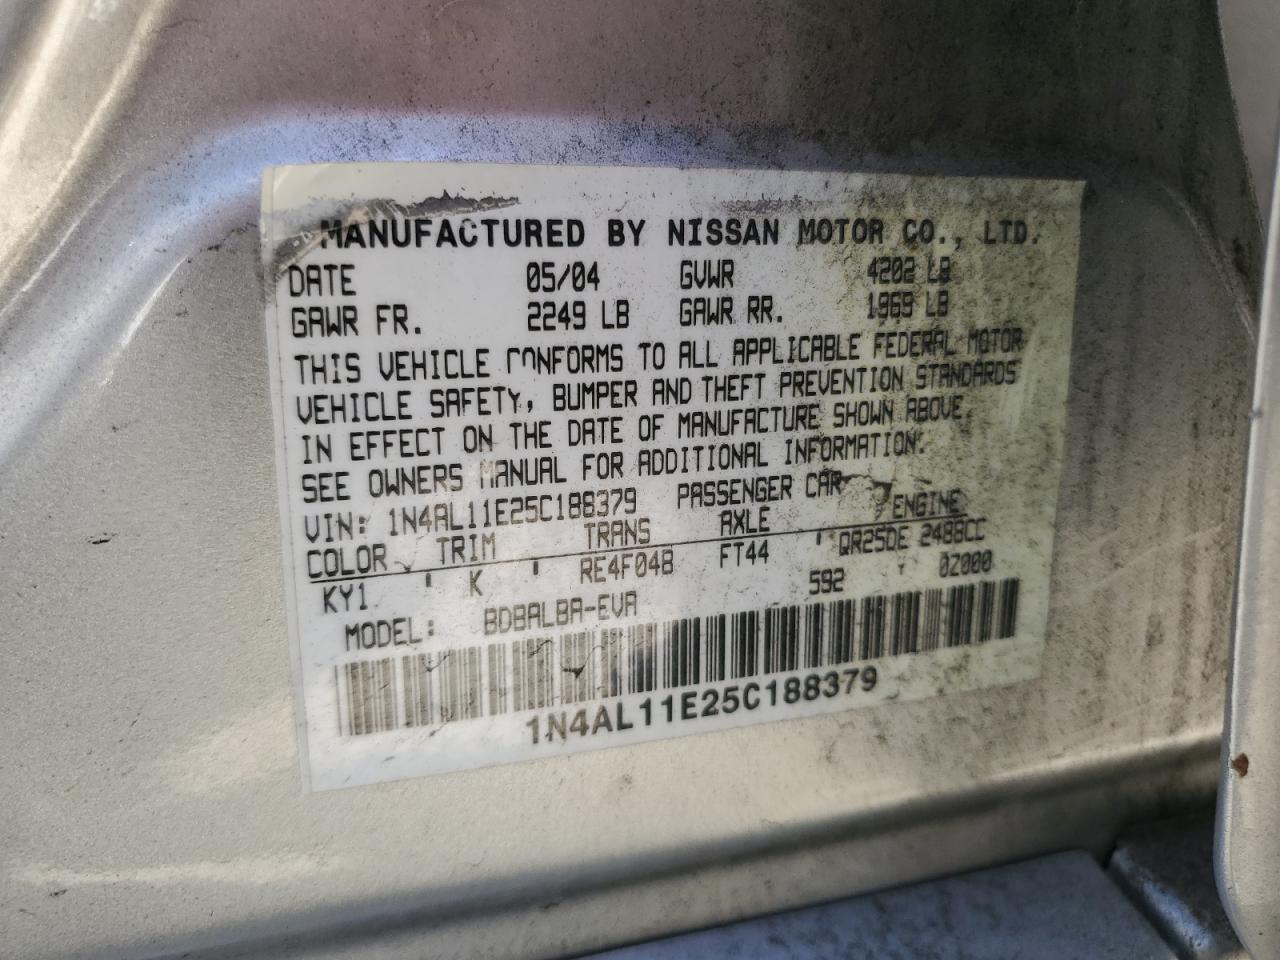 MANUFACTURED BY NISSAN MOTOR CO., LTD.
DATE 05/04 GVWR 4202 LB
GAWR FR. 2249 LB GAWR RR. 1969 LB
THIS VEHICLE CONFORMS TO ALL APPLICABLE FEDERAL MOTOR
VEHICLE SAFETY, BUMPER AND THEFT PREVENTION STANDARDS
IN EFFECT ON THE DATE OF MANUFACTURE SHOWN ABOVE.
SEE OWNERS MANUAL FOR ADDITIONAL INFORMATION.
VIN: 1N4AL11E25C188379 PASSENGER CAR
COLOR TRIM TRANS AXLE ENGINE
KY1 K RE4F04B FT44 QR25DE 2488CC
MODEL: BDBALBA-EVA 592 02000
1N4AL11E25C188379